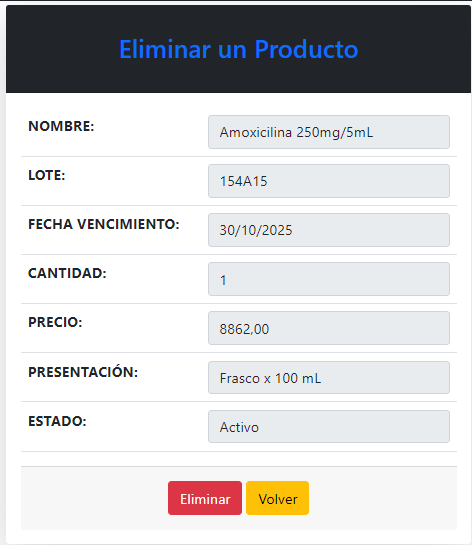 Eliminar un Producto
NOMBRE: Amoxicilina 250mg/5mL
LOTE: 154A15
FECHA VENCIMIENTO: 30/10/2025
CANTIDAD: 1
PRECIO: 8862,00
PRESENTACIÓN: Frasco x 100 mL
ESTADO: Activo
Eliminar Volver